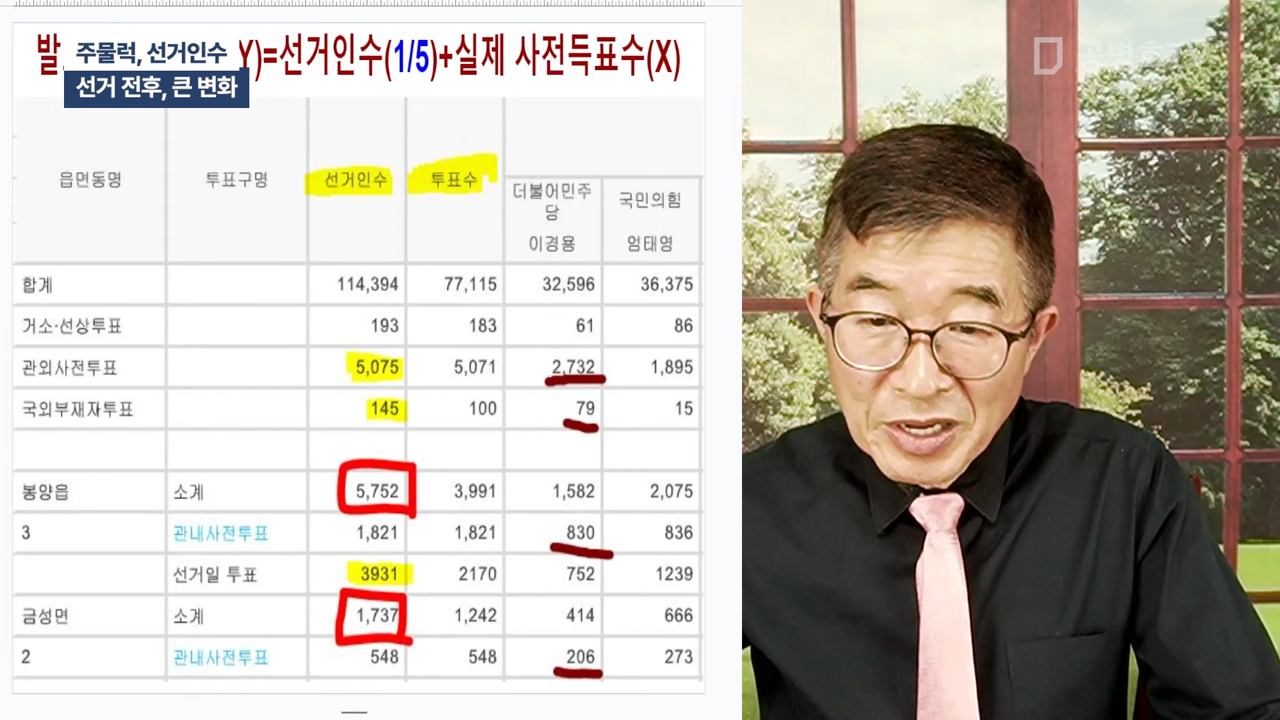 발
Y)=선거인수(1/5)+실제 사전득표수(X)
주물럭, 선거인수
선거 전후, 큰 변화
읍면동명 투표구명 선거인수 투표수
더불어민주
당
이경용
국민의힘
엄태영
합계 114,394 77,115 32,596 36,375
거소·선상투표 193 183 61 86
관외사전투표 5,075 5,071 2,732 1,895
국외부재자투표 145 100 79 15
봉양읍 소계 5,752 3,991 1,582 2,075
3 관내사전투표 1,821 1,821 830 836
선거일 투표 3931 2170 752 1239
금성면 소계 1,737 1,242 414 666
2 관내사전투표 548 548 206 273
공병호TV